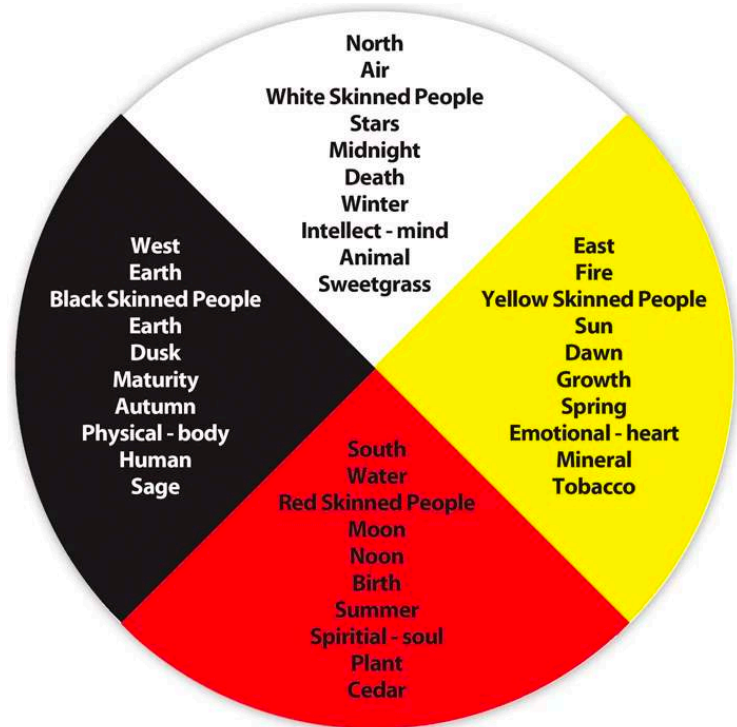 North
Air
White Skinned People
Stars
Midnight
Death
Winter
Intellect - mind
Animal
Sweetgrass
West
Earth
Black Skinned People
Earth
Dusk
Maturity
Autumn
Physical - body
Human
Sage
East
Fire
Yellow Skinned People
Sun
Dawn
Growth
Spring
Emotional - heart
Mineral
Tobacco
South
Water
Red Skinned People
Moon
Noon
Birth
Summer
Spiritial - soul
Plant
Cedar